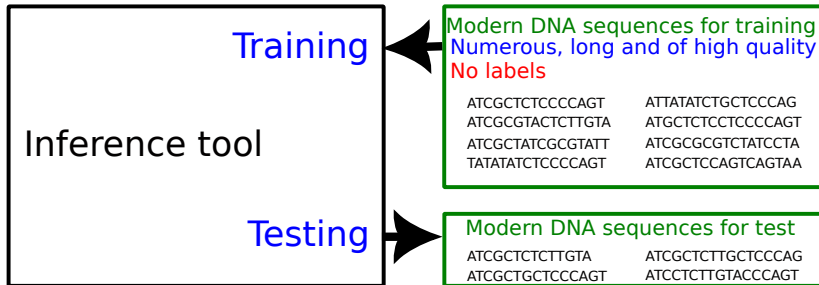 Training
Inference tool
Testing
Modern DNA sequences for training
Numerous, long and of high quality
No labels
ATCGCTCTCCCCAGT ATTATATCTGCTCCCAG
ATCGCGTACTCTTGTA ATGCTCTCCTCCCCAGT
ATCGCTATCGCGTATT ATCGCGCGTCTATCCTA
TATATATCTCCCCAGT ATCGCTCCAGTCAGTAA
Modern DNA sequences for test
ATCGCTCTCTTGTA ATCGCTCTTGCTCCCAG
ATCGCTGCTCCCAGT ATCCTCTTGTACCCAGT